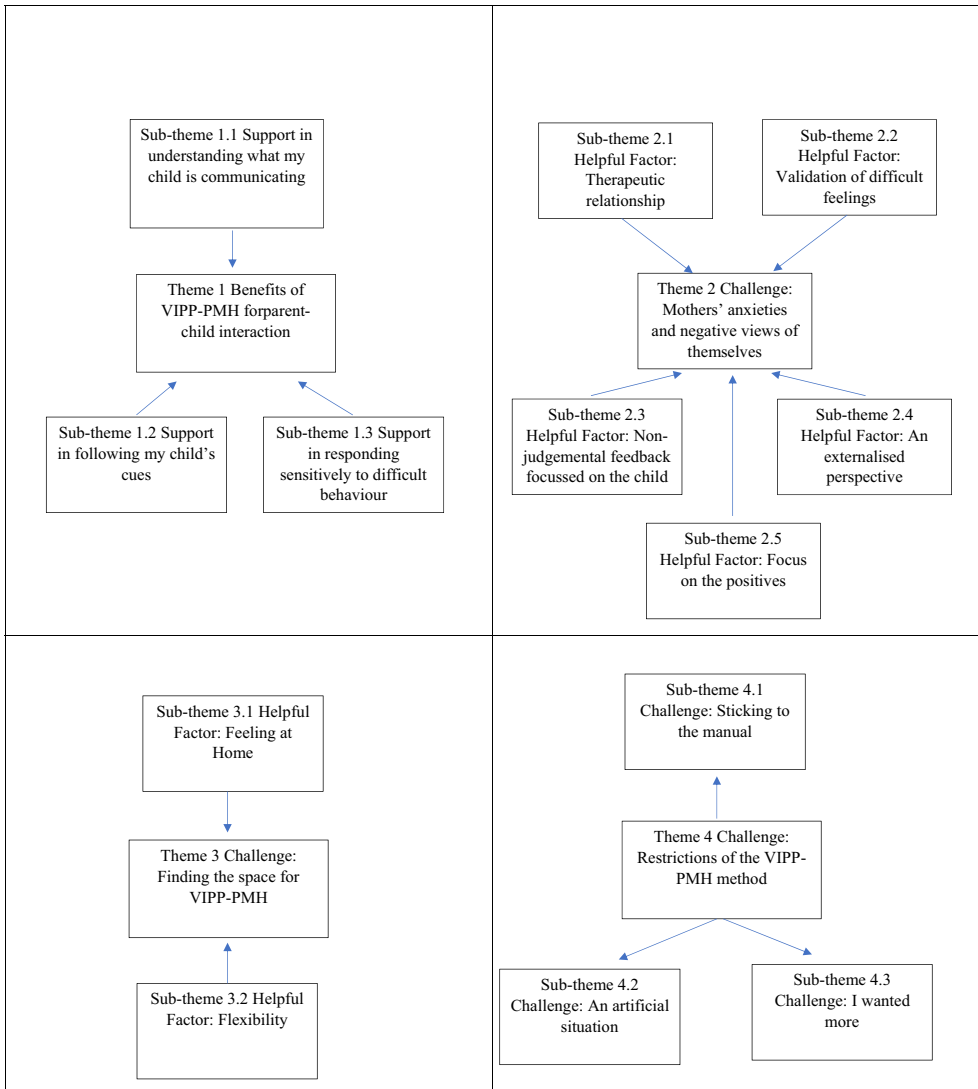 Sub-theme 1.1 Support in
understanding what my
child is communicating
Theme 1 Benefits of
VIPP-PMH forparent-
child interaction
Sub-theme 1.2 Support
in following my child's
cues
Sub-theme 1.3 Support
in responding
sensitively to difficult
behaviour
Sub-theme 2.1
Helpful Factor:
Therapeutic
relationship
Sub-theme 2.2
Helpful Factor:
Validation of difficult
feelings
Theme 2 Challenge:
Mothers' anxieties
and negative views of
themselves
Sub-theme 2.3
Helpful Factor: Non-
judgemental feedback
focussed on the child
Sub-theme 2.4
Helpful Factor: An
externalised
perspective
Sub-theme 2.5
Helpful Factor: Focus
on the positives
Sub-theme 3.1 Helpful
Factor: Feeling at
Home
Theme 3 Challenge:
Finding the space for
VIPP-PMH
Sub-theme 3.2 Helpful
Factor: Flexibility
Sub-theme 4.1
Challenge: Sticking to
the manual
Theme 4 Challenge:
Restrictions of the VIPP-
PMH method
Sub-theme 4.2
Challenge: An artificial
situation
Sub-theme 4.3
Challenge: I wanted
more